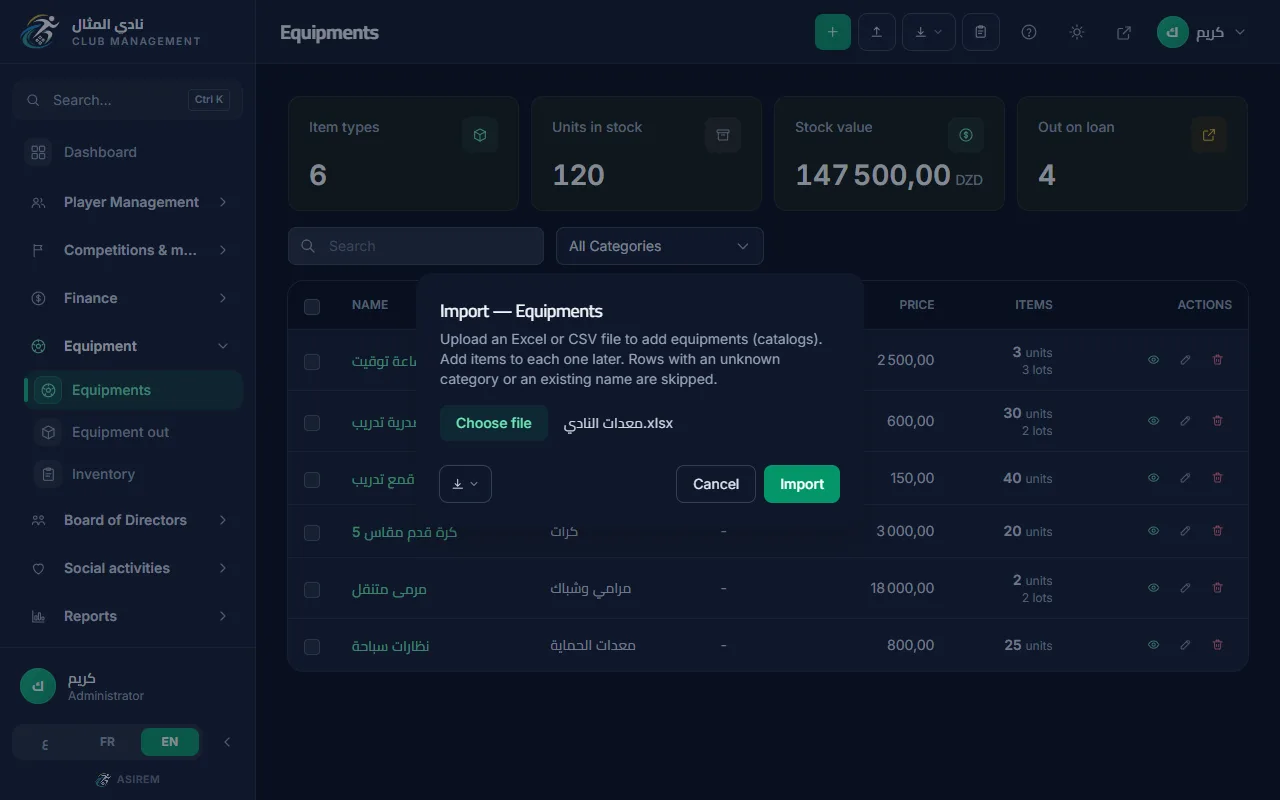 نادي المثال
CLUB MANAGEMENT
Search...
Ctrl K
Dashboard
Player Management
Competitions & m...
Finance
Equipment
Equipments
Equipment out
Inventory
Board of Directors
Social activities
Reports
ك
كريم
Administrator
ع FR EN
ASIREM
Equipments
ك كريم
Item types
6
Units in stock
120
Stock value
147 500,00 DZD
Out on loan
4
Search
All Categories
NAME PRICE ITEMS ACTIONS
2 500,00 3 units
3 lots
صدرية تدريب 600,00 30 units
2 lots
قمع تدريب 150,00 40 units
كرة قدم مقاس 5 كرات - 3 000,00 20 units
مرمى متنقل مرامي وشباك - 18 000,00 2 units
2 lots
نظارات سباحة معدات الحماية - 800,00 25 units
Import — Equipments
Upload an Excel or CSV file to add equipments (catalogs).
Add items to each one later. Rows with an unknown
category or an existing name are skipped.
Choose file معدات النادي.xlsx
Cancel Import